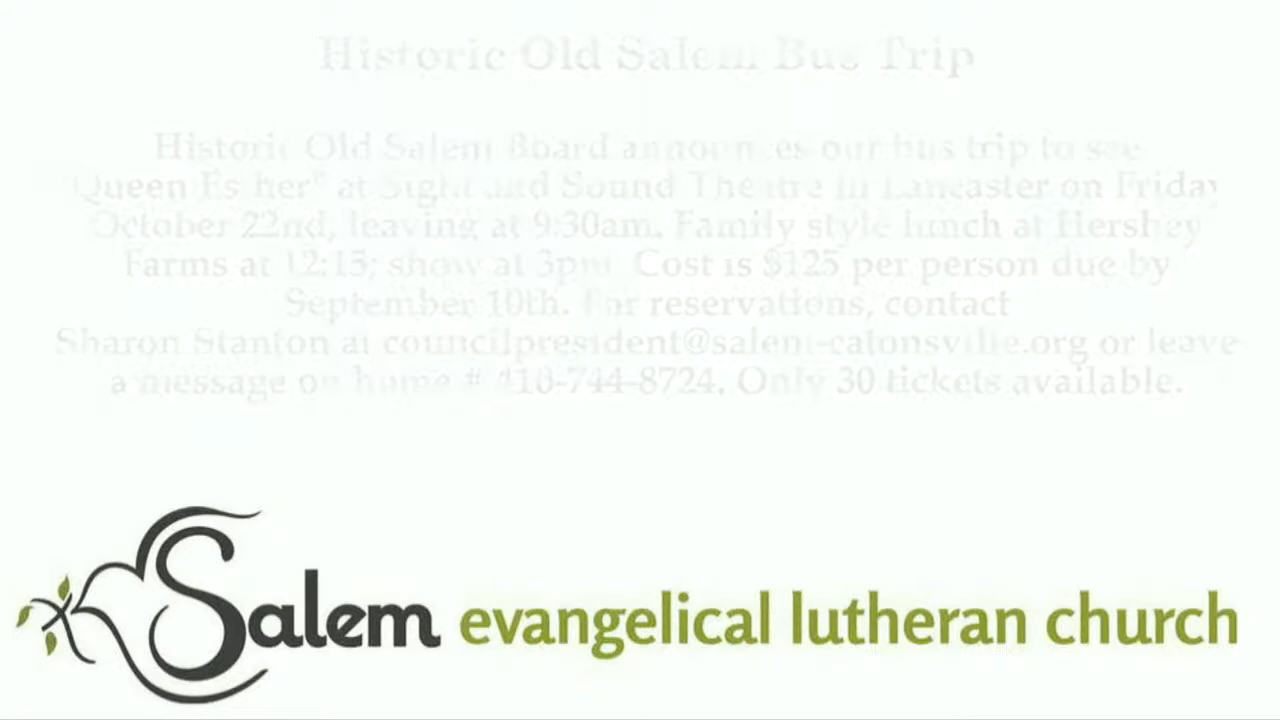 Historic Old Salem Bus Trip
Historic Old Salem Board announces our bus trip to see
"Queen Esther" at Sight and Sound Theatre in Lancaster on Friday
October 22nd, leaving at 9:30am. Family style lunch at Hershey
Farms at 12:15; show at 3pm. Cost is $125 per person due by
September 10th. For reservations, contact
Sharon Stanton at councilpresident@salem-catonsville.org or leave
a message on home # 410-744-8724. Only 30 tickets available.
Salem evangelical lutheran church